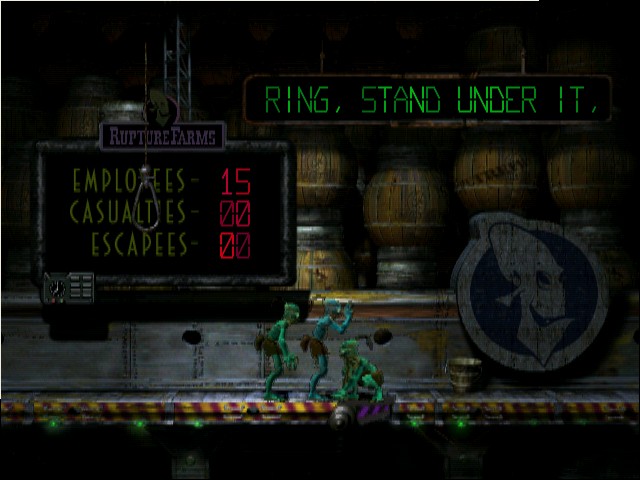 RING, STAND UNDER IT,
RUPTUREFARMS
EMPLOYEES- 15
CASUALTIES- 00
ESCAPEES- 00